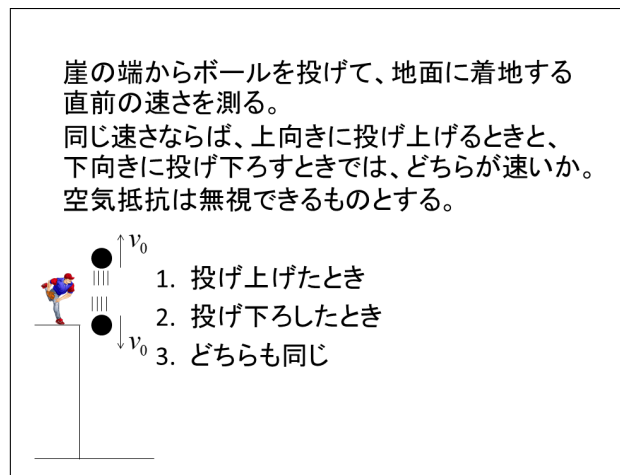 崖の端からボールを投げて、地面に着地する
直前の速さを測る。
同じ速さならば、上向きに投げ上げるときと、
下向きに投げ下ろすときでは、どちらが速いか。
空気抵抗は無視できるものとする。
v₀
1. 投げ上げたとき
2. 投げ下ろしたとき
v₀
3. どちらも同じ